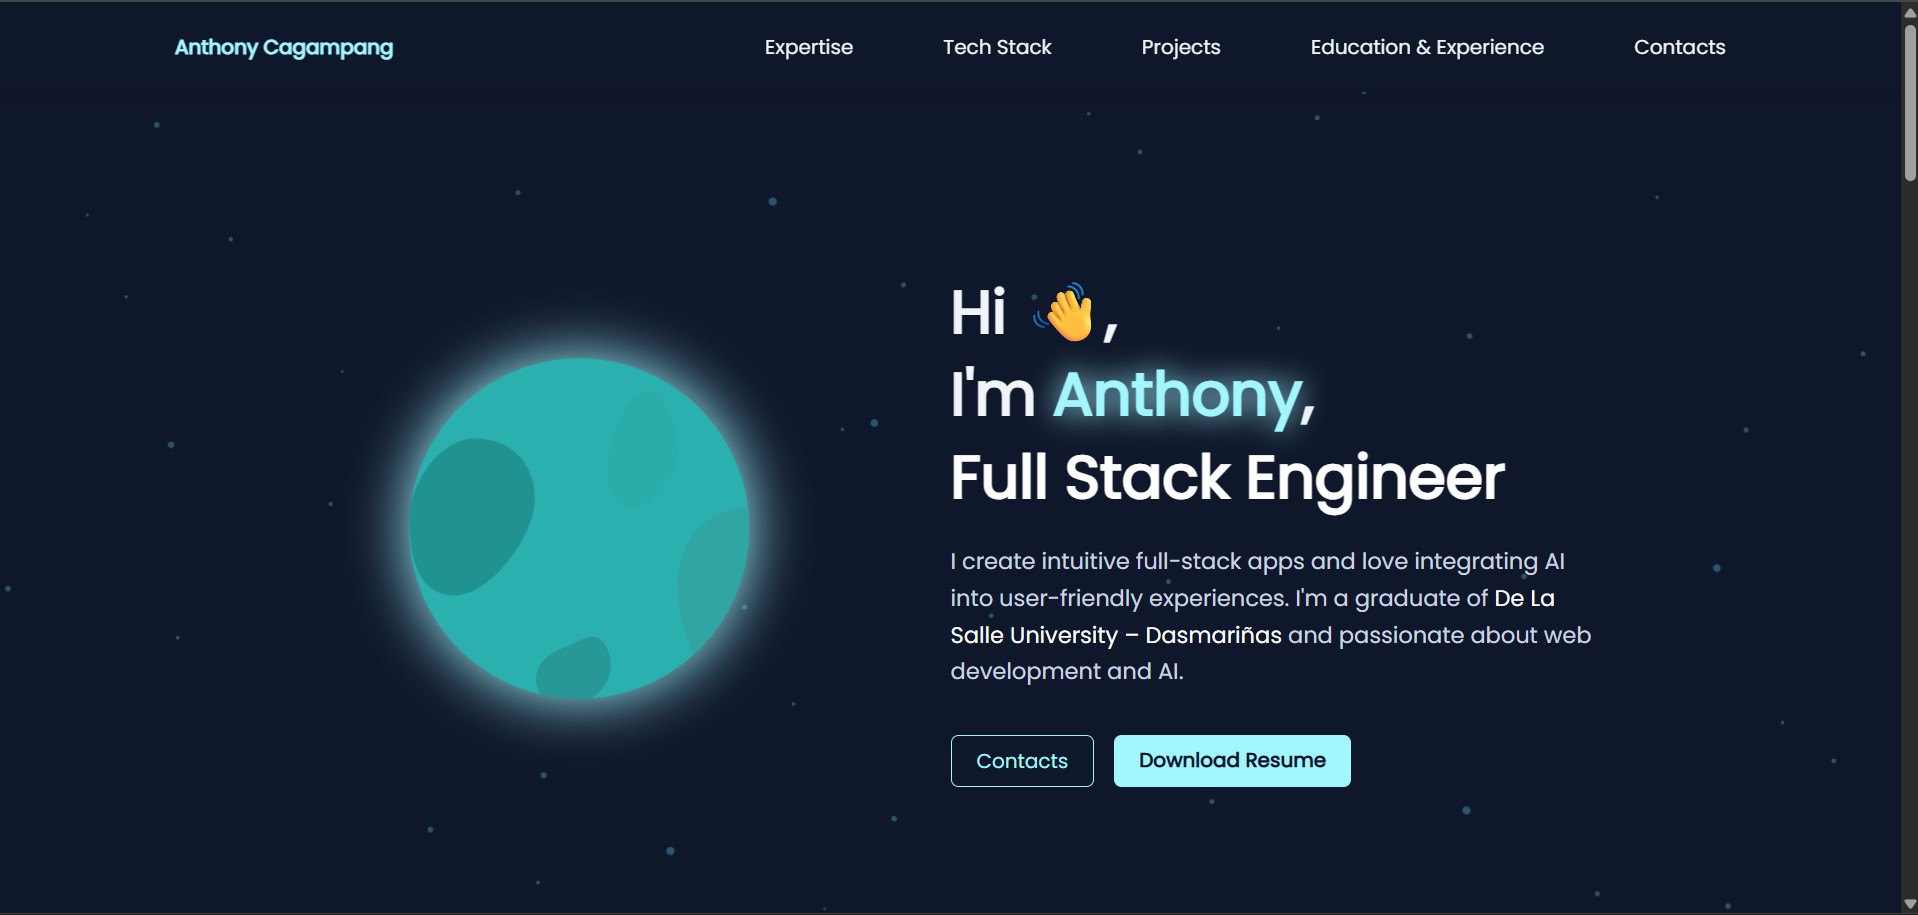 Anthony Cagampang
Expertise
Tech Stack
Projects
Education & Experience
Contacts
Hi 👋,
I'm Anthony,
Full Stack Engineer
I create intuitive full-stack apps and love integrating AI
into user-friendly experiences. I'm a graduate of De La
Salle University – Dasmariñas and passionate about web
development and AI.
Contacts
Download Resume